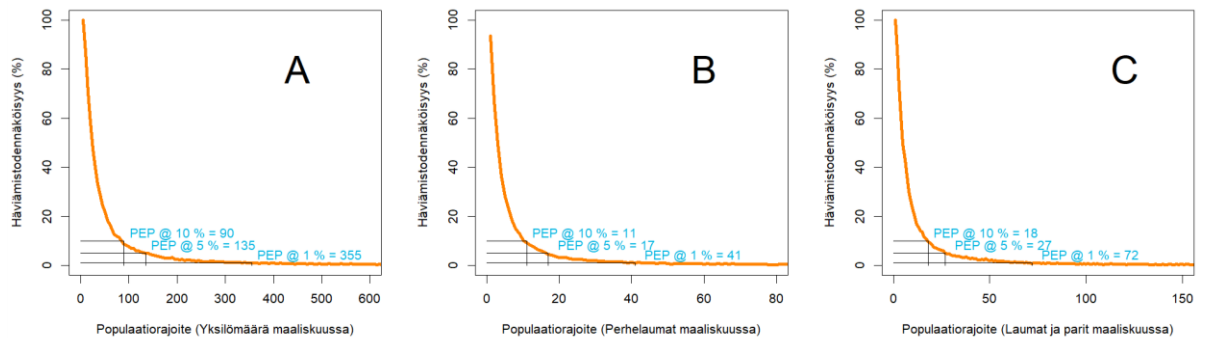 A
Häviämistodennäköisyys (%)
100
80
60
40
20
0
PEP @ 10 % = 90
PEP @ 5 % = 135
PEP @ 1 % = 355
0 100 200 300 400 500 600
Populaatiorajoite (Yksilömäärä maaliskuussa)
B
Häviämistodennäköisyys (%)
100
80
60
40
20
0
PEP @ 10 % = 11
PEP @ 5 % = 17
PEP @ 1 % = 41
0 20 40 60 80
Populaatiorajoite (Perhelaumat maaliskuussa)
C
Häviämistodennäköisyys (%)
100
80
60
40
20
0
PEP @ 10 % = 18
PEP @ 5 % = 27
PEP @ 1 % = 72
0 50 100 150
Populaatiorajoite (Laumat ja parit maaliskuussa)